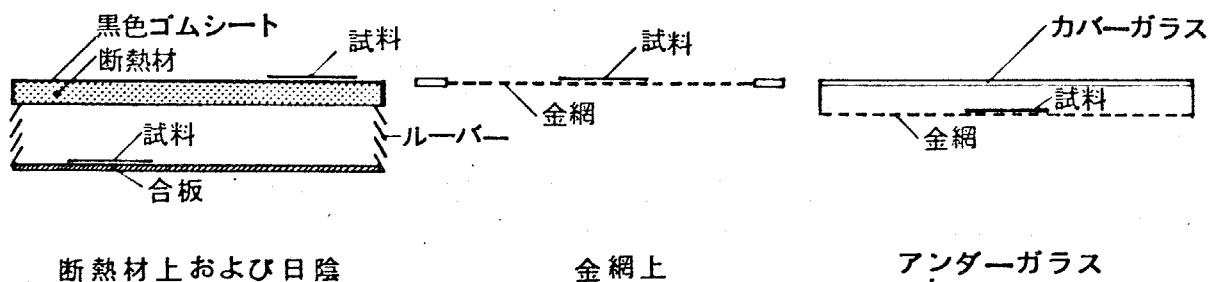 黒色ゴムシート
断熱材
試料
試料
ルーバー
合板
断熱材上および日陰
試料
金網
金網上
カバーガラス
試料
金網
アンダーガラス